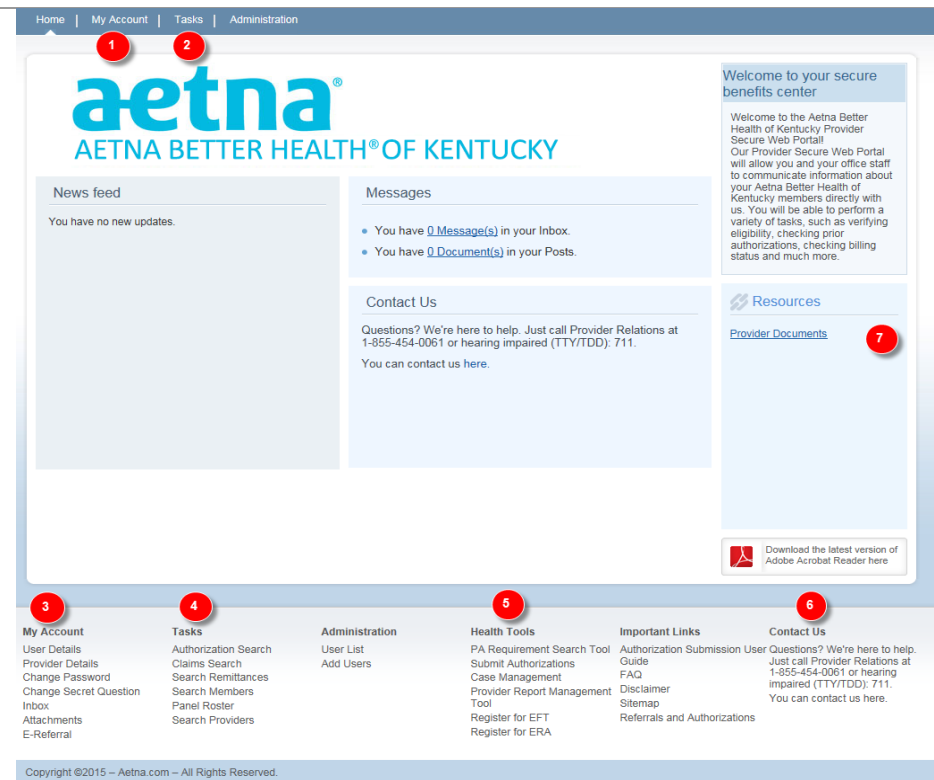 Home | My Account | Tasks | Administration
1
2
aetna®
AETNA BETTER HEALTH® OF KENTUCKY
News feed
You have no new updates.
Messages
You have 0 Message(s) in your Inbox.
You have 0 Document(s) in your Posts.
Contact Us
Questions? We're here to help. Just call Provider Relations at
1-855-454-0061 or hearing impaired (TTY/TDD): 711.
You can contact us here.
Welcome to your secure
benefits center
Welcome to the Aetna Better
Health of Kentucky Provider
Secure Web Portal!
Our Provider Secure Web Portal
will allow you and your office staff
to communicate information about
your Aetna Better Health of
Kentucky members directly with
us. You will be able to perform a
variety of tasks, such as verifying
eligibility, checking prior
authorizations, checking billing
status and much more.
Resources
Provider Documents
7
Download the latest version of
Adobe Acrobat Reader here
3
My Account
User Details
Provider Details
Change Password
Change Secret Question
Inbox
Attachments
E-Referral
4
Tasks
Authorization Search
Claims Search
Search Remittances
Search Members
Panel Roster
Search Providers
Administration
User List
Add Users
5
Health Tools
PA Requirement Search Tool
Submit Authorizations
Case Management
Provider Report Management
Tool
Register for EFT
Register for ERA
Important Links
Authorization Submission User
Guide
FAQ
Disclaimer
Sitemap
Referrals and Authorizations
6
Contact Us
Questions? We're here to help.
Just call Provider Relations at
1-855-454-0061 or hearing
impaired (TTY/TDD): 711.
You can contact us here.
Copyright ©2015 – Aetna.com – All Rights Reserved.